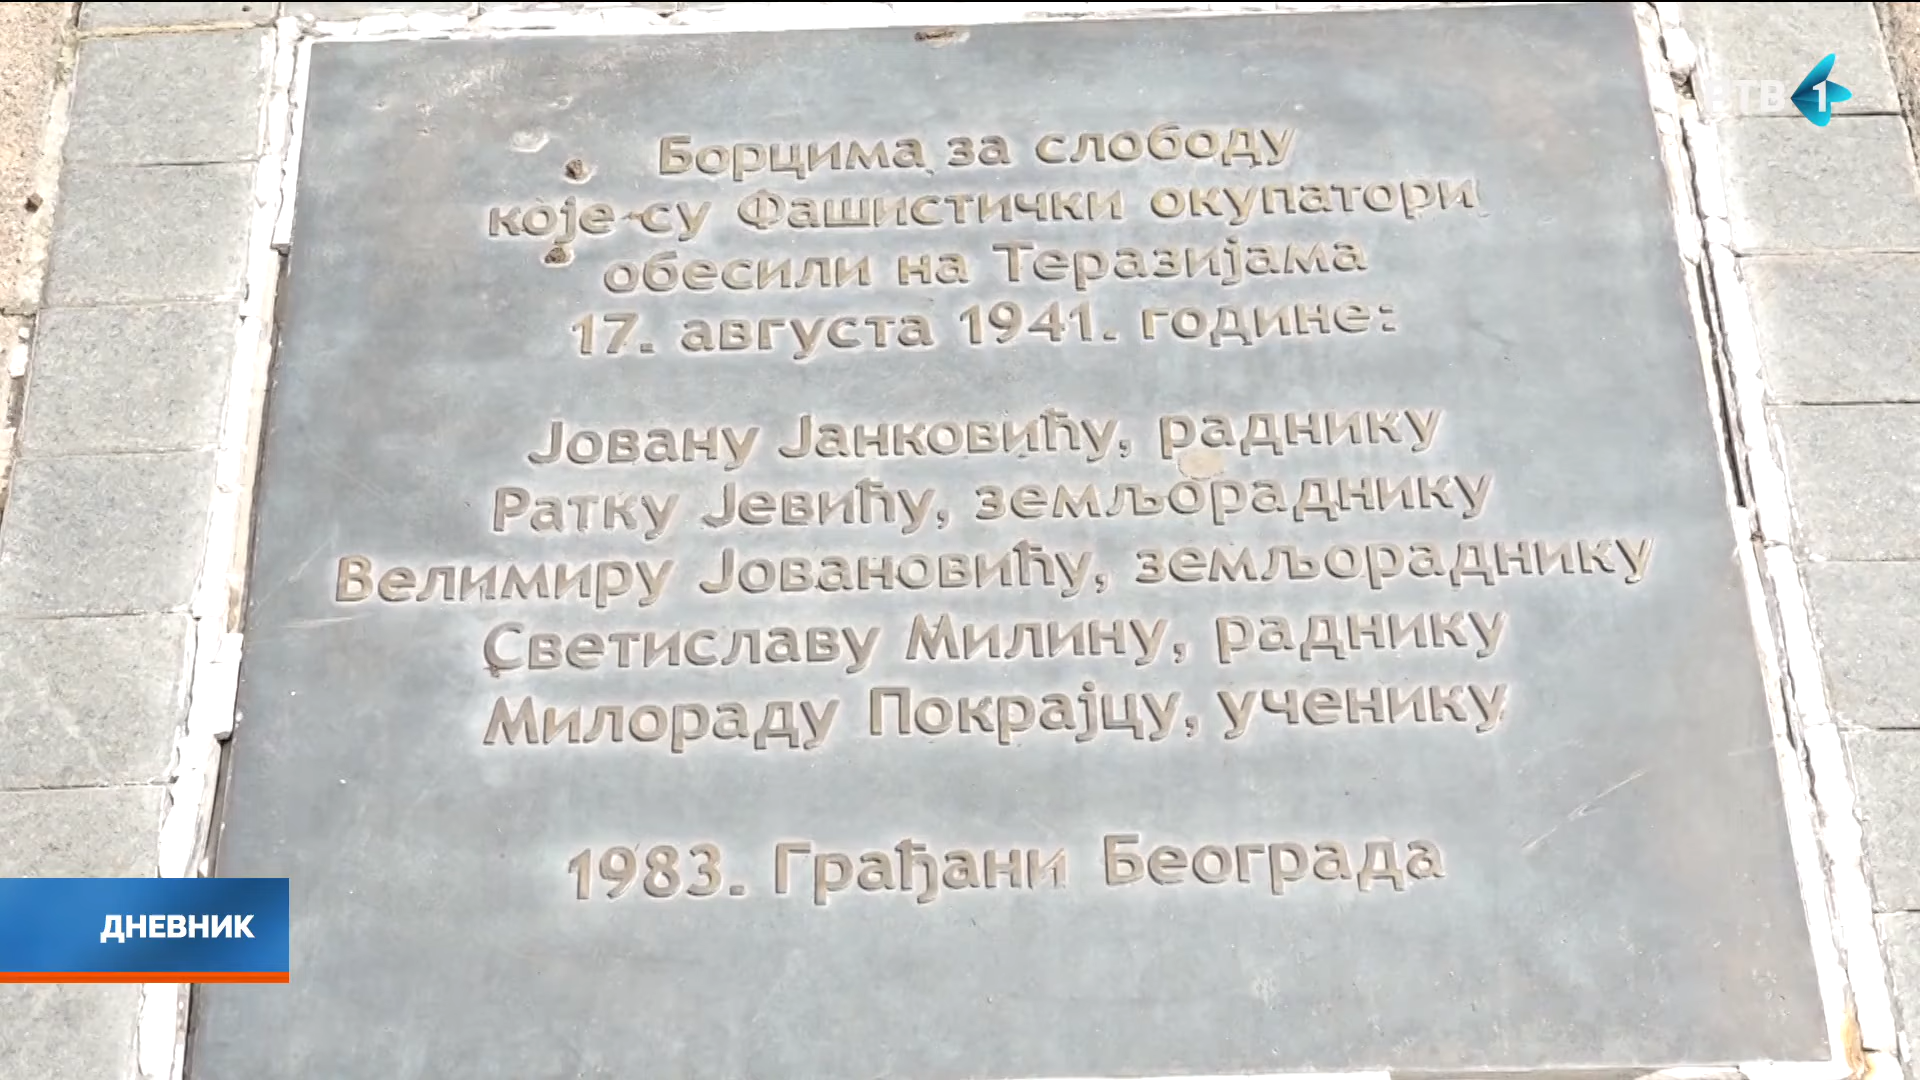 Борцима за слободу
које су Фашистички окупатори
обесили на Теразијама
17. августа 1941. године:
Јовану Јанковићу, раднику
Ратку Јевићу, земљораднику
Велимиру Јовановићу, земљораднику
Светиславу Милину, раднику
Милораду Покрајцу, ученику
1983. Грађани Београда
РТВ 1
ДНЕВНИК